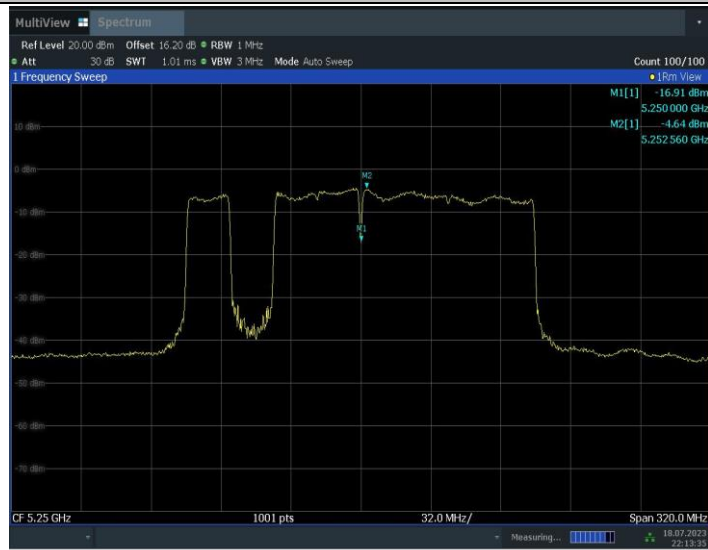 MultiView Spectrum
Ref Level 20.00 dBm Offset 16.20 dB RBW 1 MHz
Att 30 dB SWT 1.01 ms VBW 3 MHz Mode Auto Sweep Count 100/100
1 Frequency Sweep 1Rm View
M1[1] -16.91 dBm
5.250 000 GHz
M2[1] -4.64 dBm
5.252 560 GHz
10 dBm
0 dBm
M2
-10 dBm
M1
-20 dBm
-30 dBm
-40 dBm
-50 dBm
-60 dBm
-70 dBm
CF 5.25 GHz 1001 pts 32.0 MHz/ Span 320.0 MHz
Measuring... 18.07.2023
22:13:35